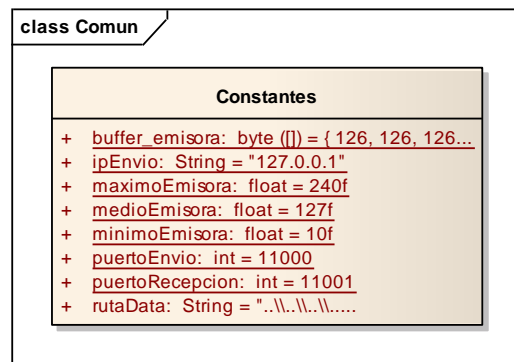 class Comun
Constantes
+ buffer_emisora: byte ([]) = { 126, 126, 126...
+ ipEnvio: String = "127.0.0.1"
+ maximoEmisora: float = 240f
+ medioEmisora: float = 127f
+ minimoEmisora: float = 10f
+ puertoEnvio: int = 11000
+ puertoRecepcion: int = 11001
+ rutaData: String = "..\\..\\..\\.....